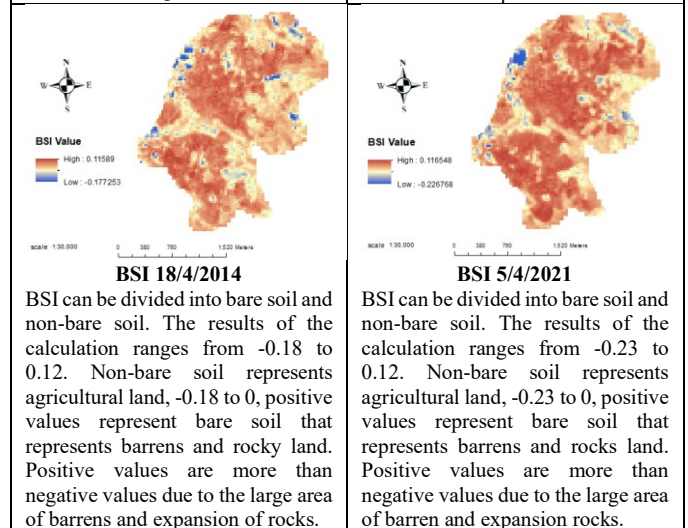 N
W E
S
BSI Value
High : 0.11589
Low : -0.177253
scale 1:30,000
0 380 760 1,520 Meters
BSI 18/4/2014
BSI can be divided into bare soil and
non-bare soil. The results of the
calculation ranges from -0.18 to
0.12. Non-bare soil represents
agricultural land, -0.18 to 0, positive
values represent bare soil that
represents barrens and rocky land.
Positive values are more than
negative values due to the large area
of barrens and expansion of rocks.
N
W E
S
BSI Value
High : 0.116548
Low : -0.226768
scale 1:30,000
0 380 760 1,520 Meters
BSI 5/4/2021
BSI can be divided into bare soil and
non-bare soil. The results of the
calculation ranges from -0.23 to
0.12. Non-bare soil represents
agricultural land, -0.23 to 0, positive
values represent bare soil that
represents barrens and rocks land.
Positive values are more than
negative values due to the large area
of barren and expansion rocks.